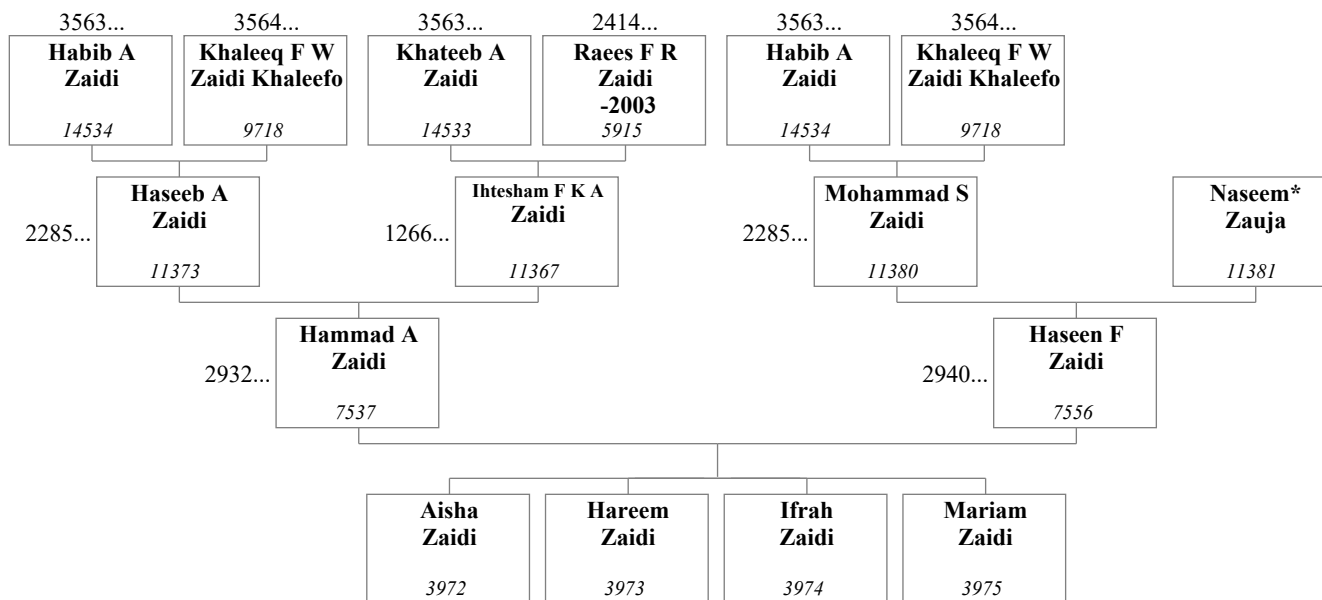 3563... 3564... 3563... 2414... 3563... 3564...
Habib A Khaleeq F W Khateeb A Raees F R Habib A Khaleeq F W
Zaidi Zaidi Khaleefo Zaidi Zaidi Zaidi Zaidi Khaleefo
-2003
14534 9718 14533 5915 14534 9718
Haseeb A Ihtesham F K A Mohammad S Naseem*
Zaidi Zaidi Zaidi Zauja
2285... 1266... 2285...
11373 11367 11380 11381
Hammad A Haseen F
Zaidi Zaidi
2932... 2940...
7537 7556
Aisha Hareem Ifrah Mariam
Zaidi Zaidi Zaidi Zaidi
3972 3973 3974 3975